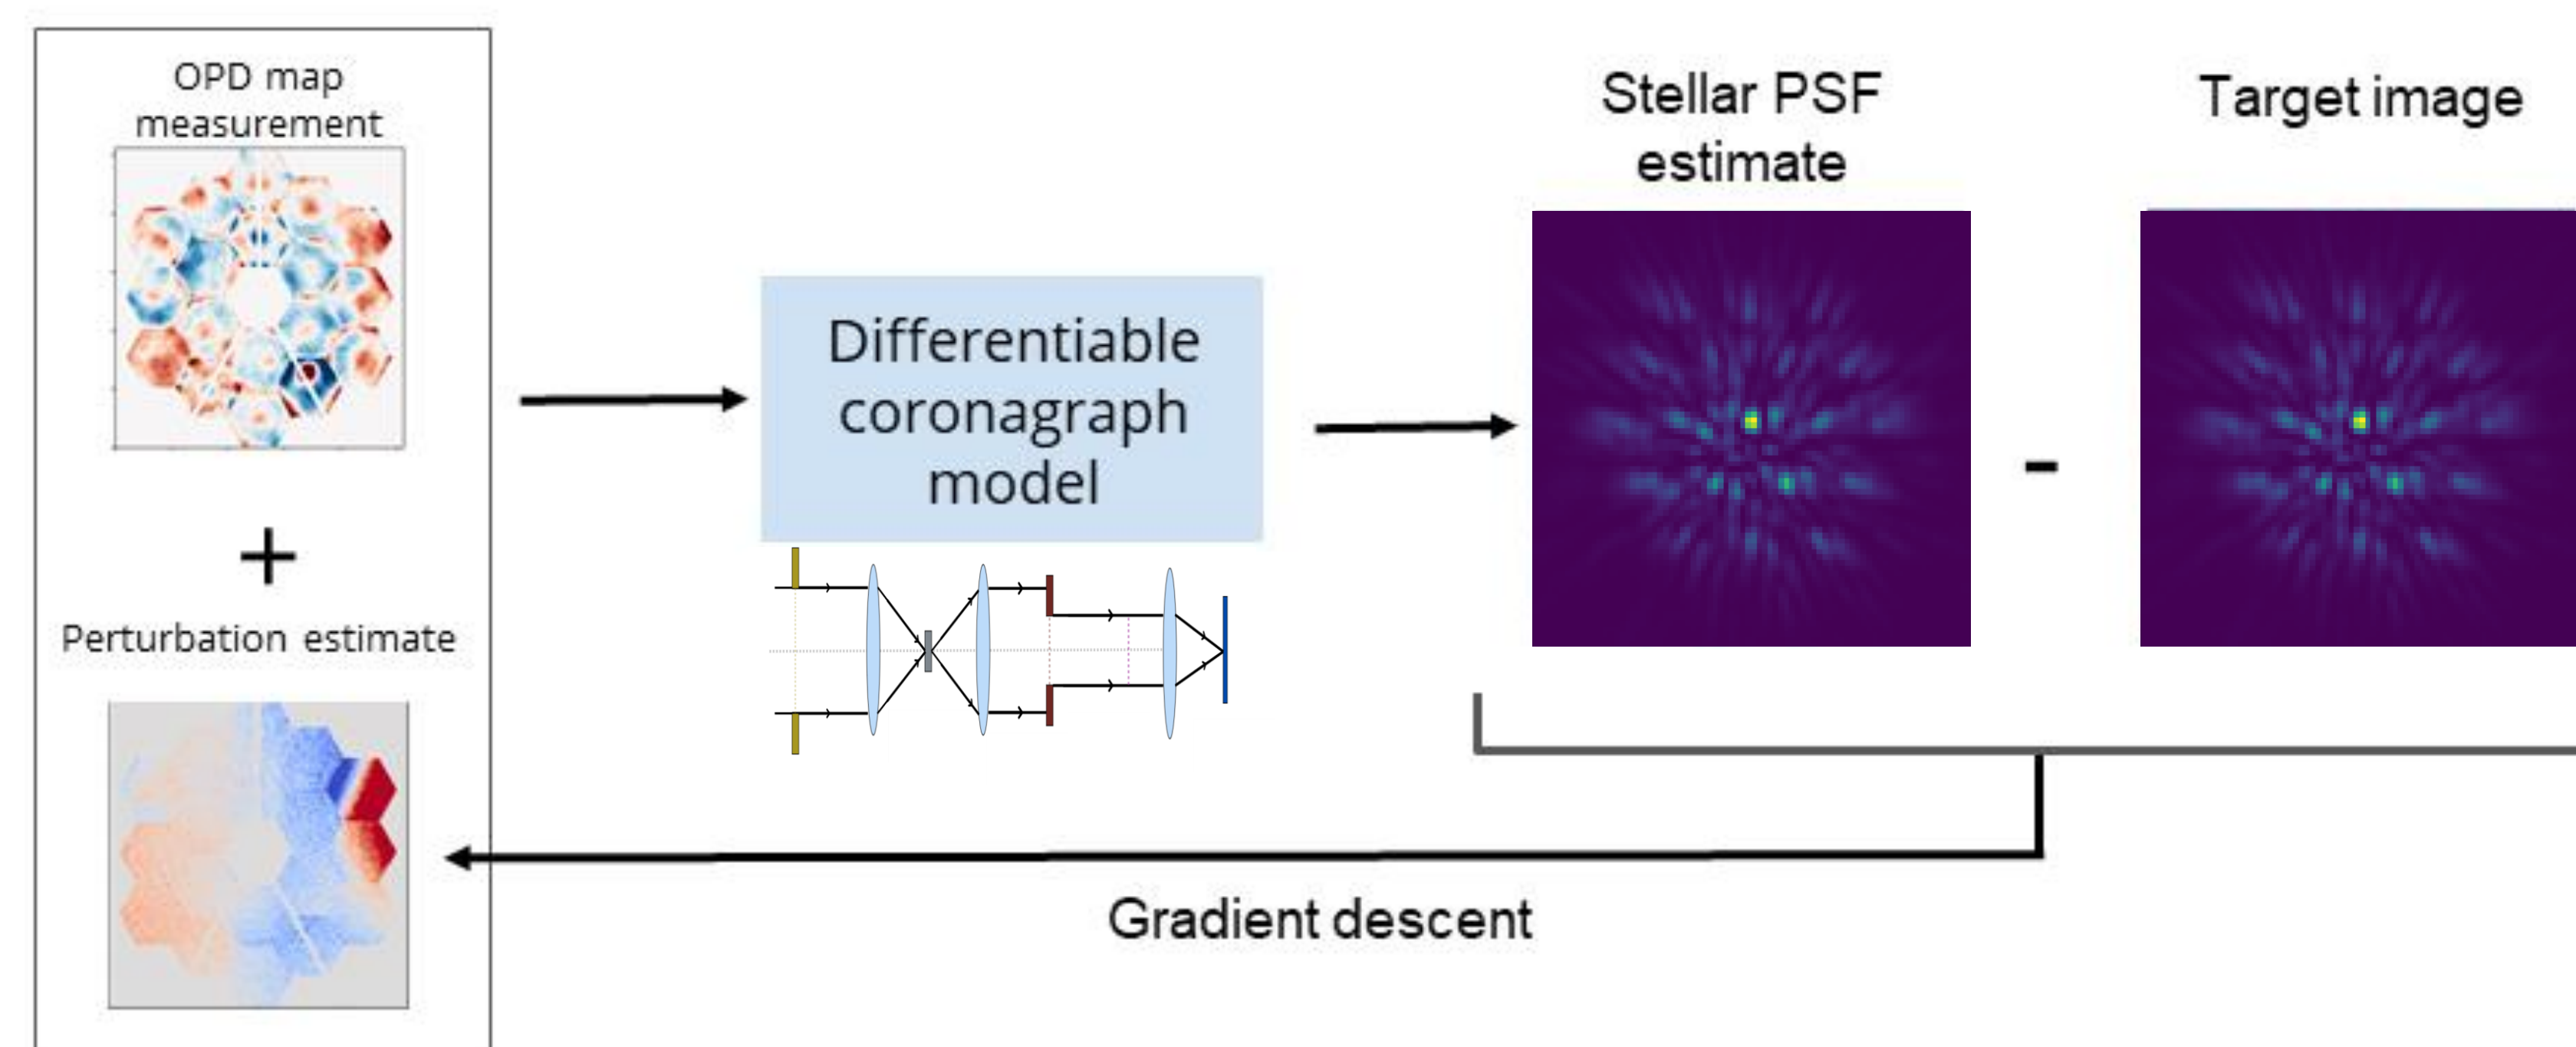 OPD map
measurement
+
Perturbation estimate
Differentiable
coronagraph
model
Stellar PSF
estimate
-
Target image
Gradient descent